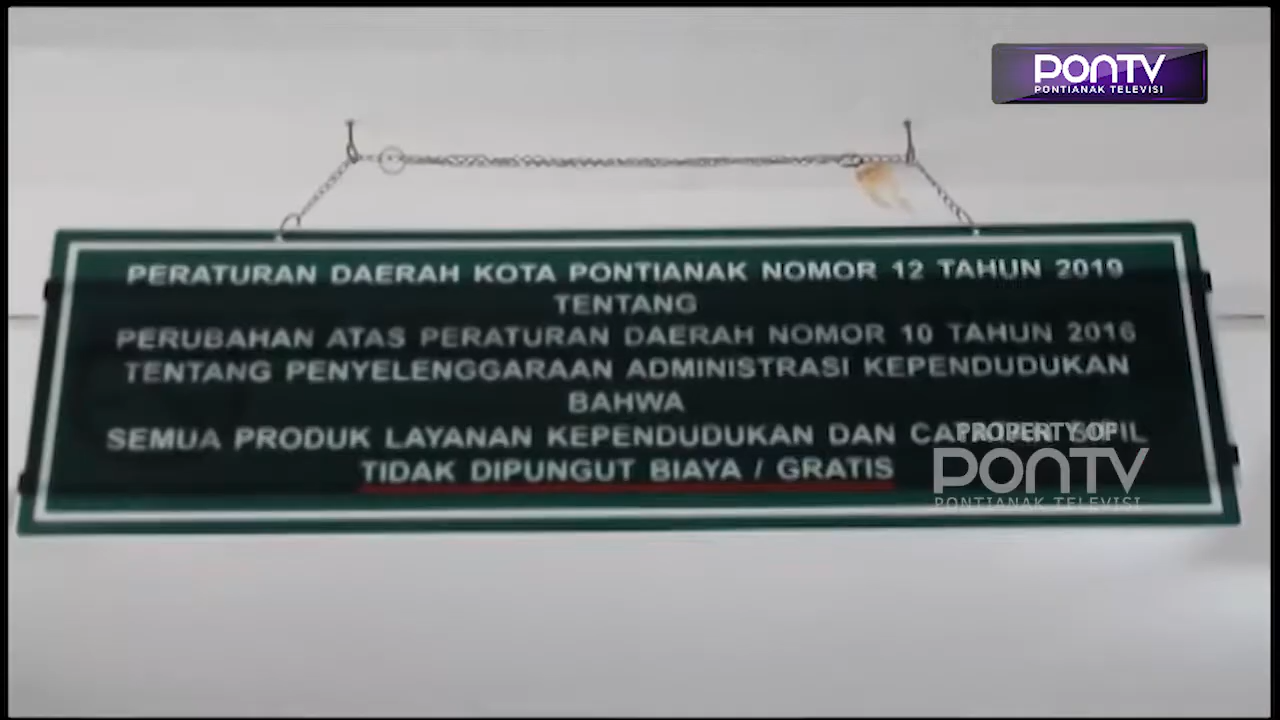 PONTV
PONTIANAK TELEVISI
PERATURAN DAERAH KOTA PONTIANAK NOMOR 12 TAHUN 2019
TENTANG
PERUBAHAN ATAS PERATURAN DAERAH NOMOR 10 TAHUN 2016
TENTANG PENYELENGGARAAN ADMINISTRASI KEPENDUDUKAN
BAHWA
SEMUA PRODUK LAYANAN KEPENDUDUKAN DAN CATATAN SIPIL
TIDAK DIPUNGUT BIAYA / GRATIS
PROPERTY OF
PONTV
PONTIANAK TELEVISI